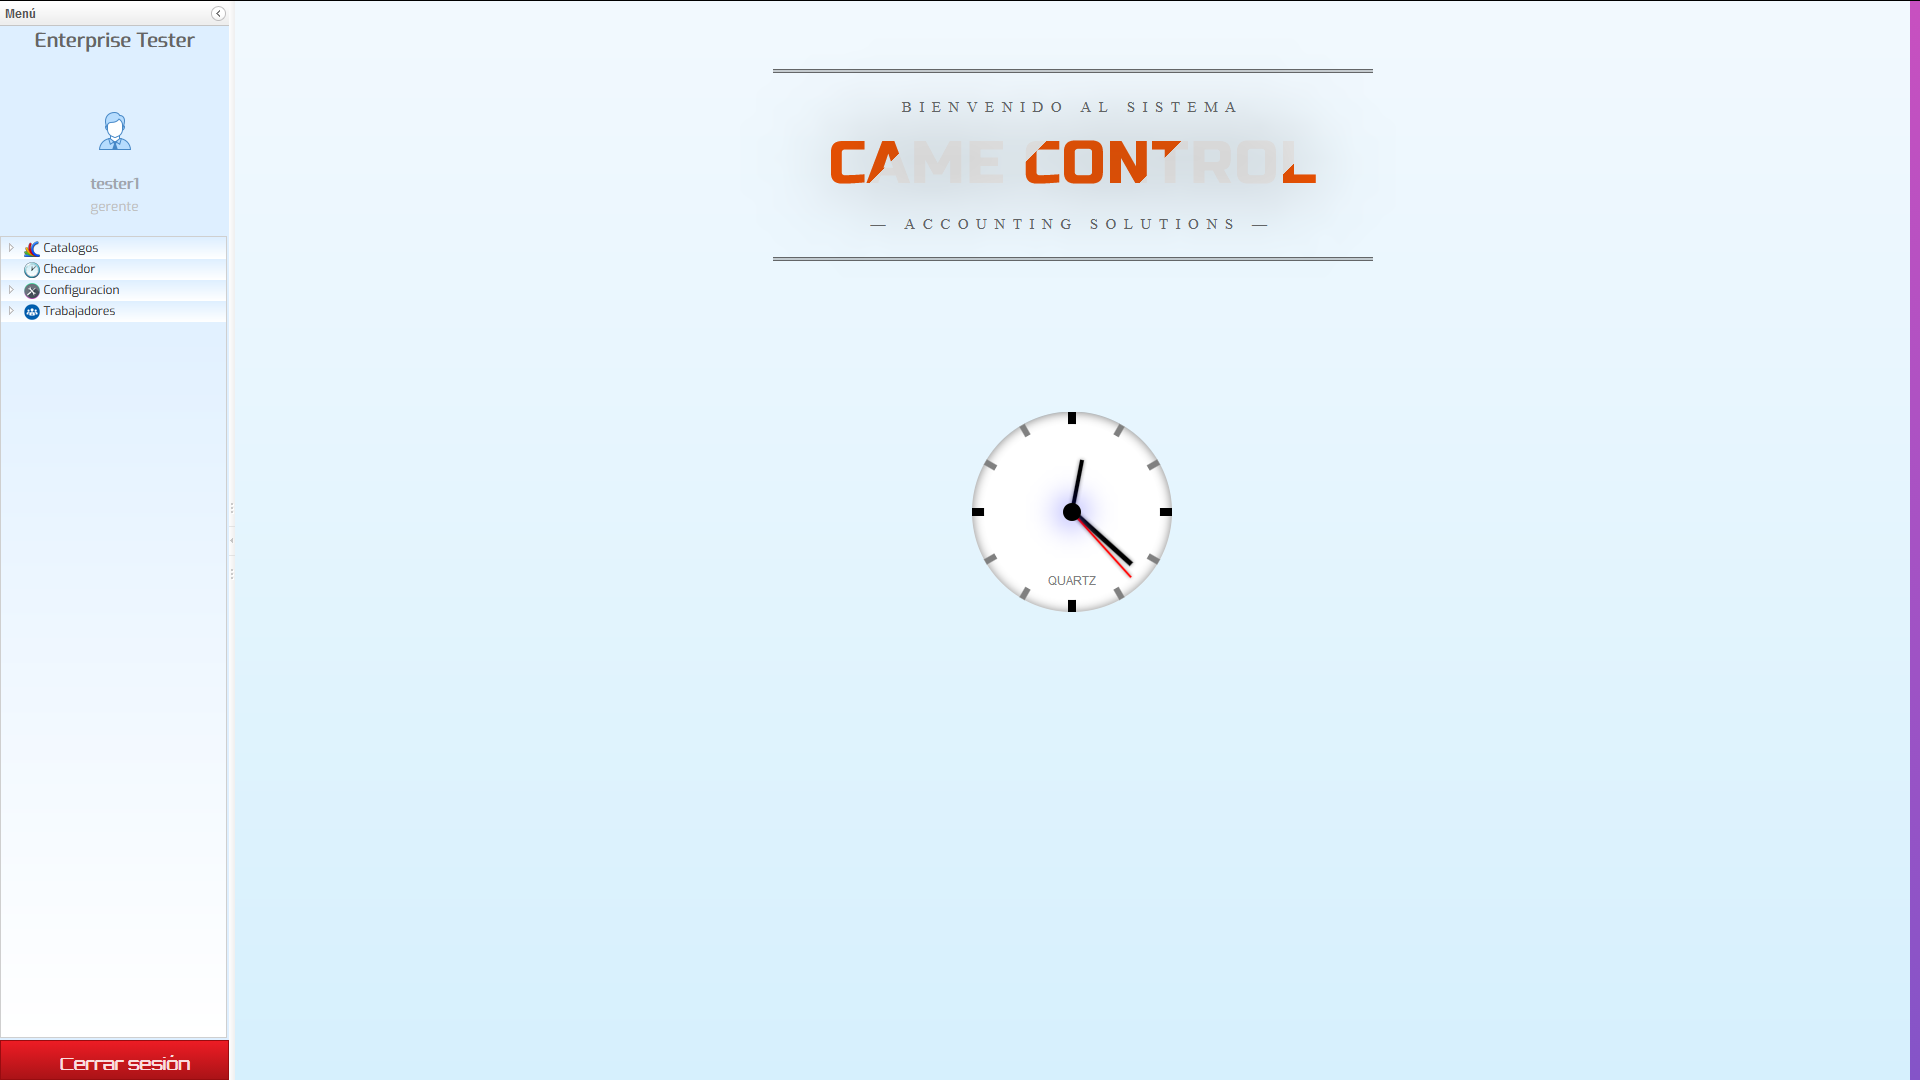 Menú
Enterprise Tester
tester1
gerente
Catalogos
Checador
Configuracion
Trabajadores
Cerrar sesión
BIENVENIDO AL SISTEMA
CAME CONTROL
— ACCOUNTING SOLUTIONS —
QUARTZ